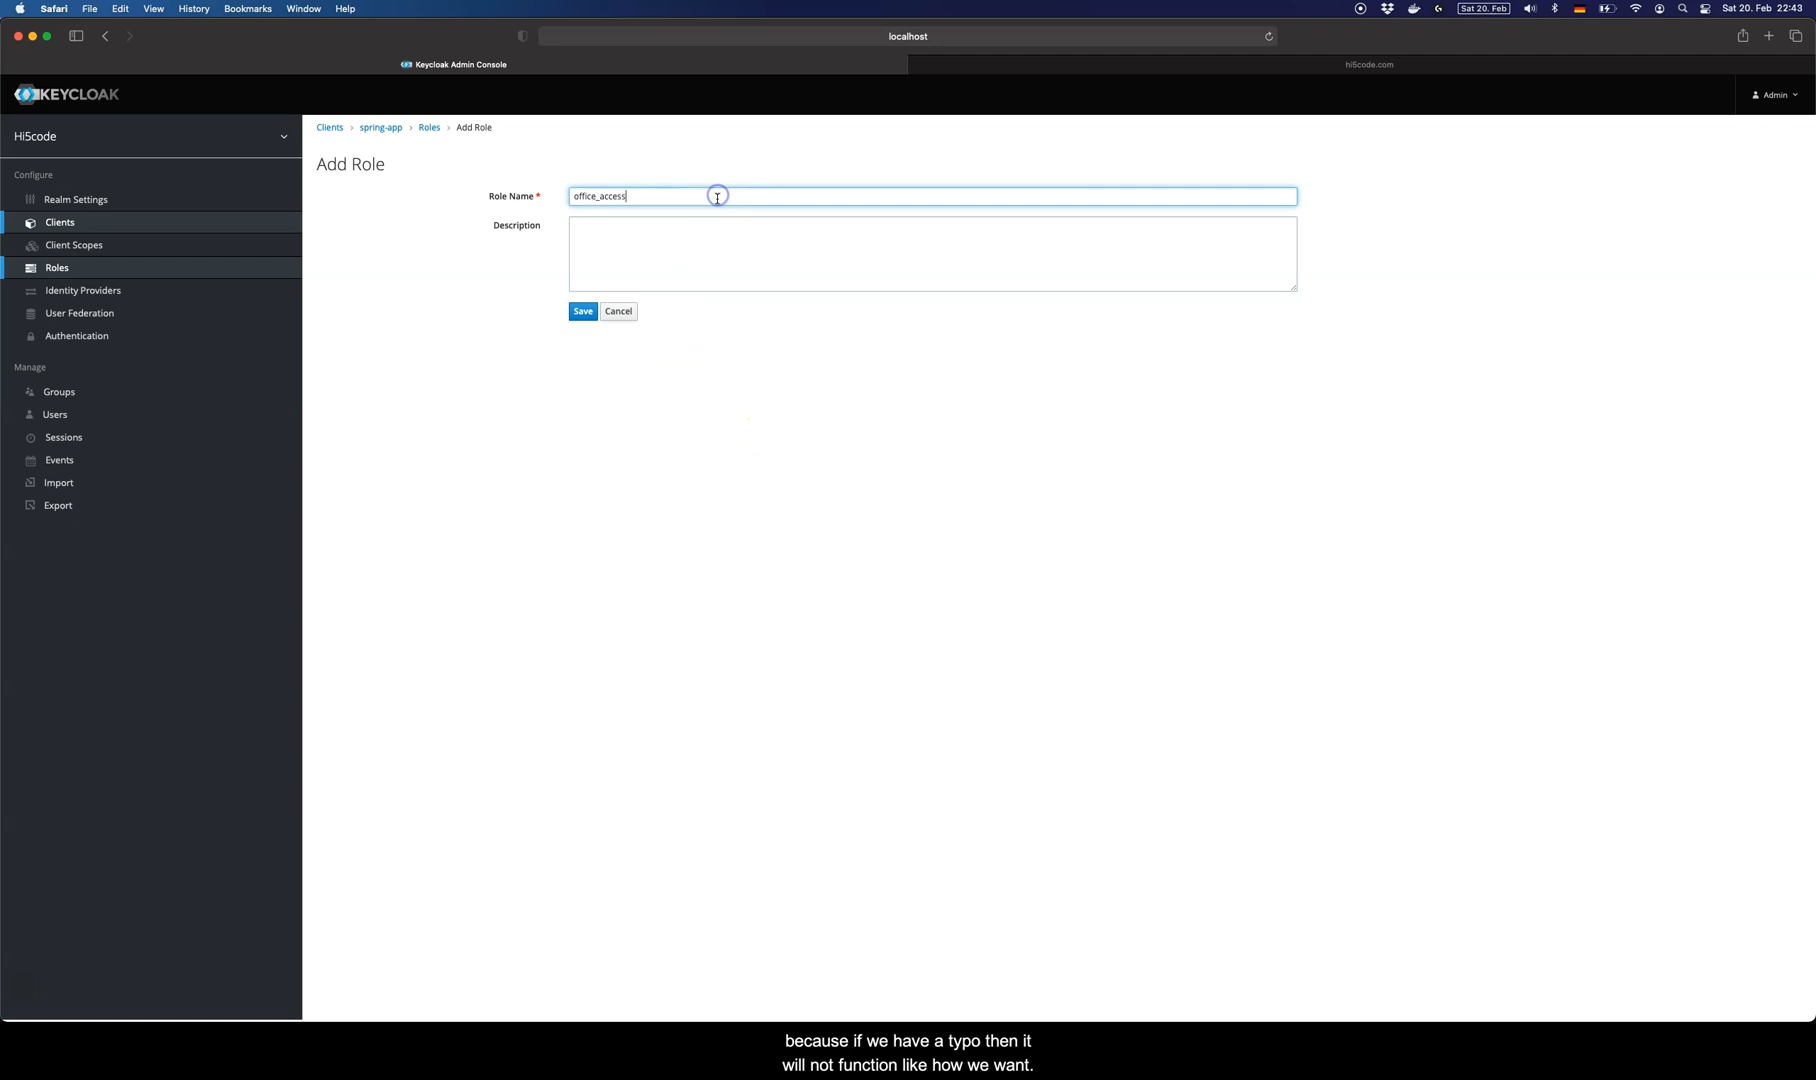 Safari File Edit View History Bookmarks Window Help Sat 20. Feb Sat 20. Feb 22:43
localhost
Keycloak Admin Console hi5code.com
KEYCLOAK Admin
Hi5code
Clients › spring-app › Roles › Add Role
Add Role
Configure
Realm Settings
Clients
Client Scopes
Roles
Identity Providers
User Federation
Authentication
Manage
Groups
Users
Sessions
Events
Import
Export
Role Name * office_access
Description
Save Cancel
because if we have a typo then it
will not function like how we want.